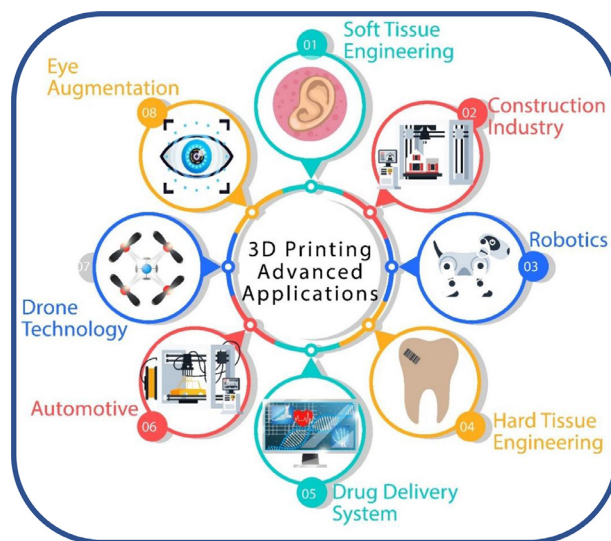 01
Soft Tissue
Engineering
02
Construction
Industry
Robotics
03
04
Hard Tissue
Engineering
05
Drug Delivery
System
Automotive
06
07
Drone
Technology
Eye
Augmentation
08
3D Printing
Advanced
Applications